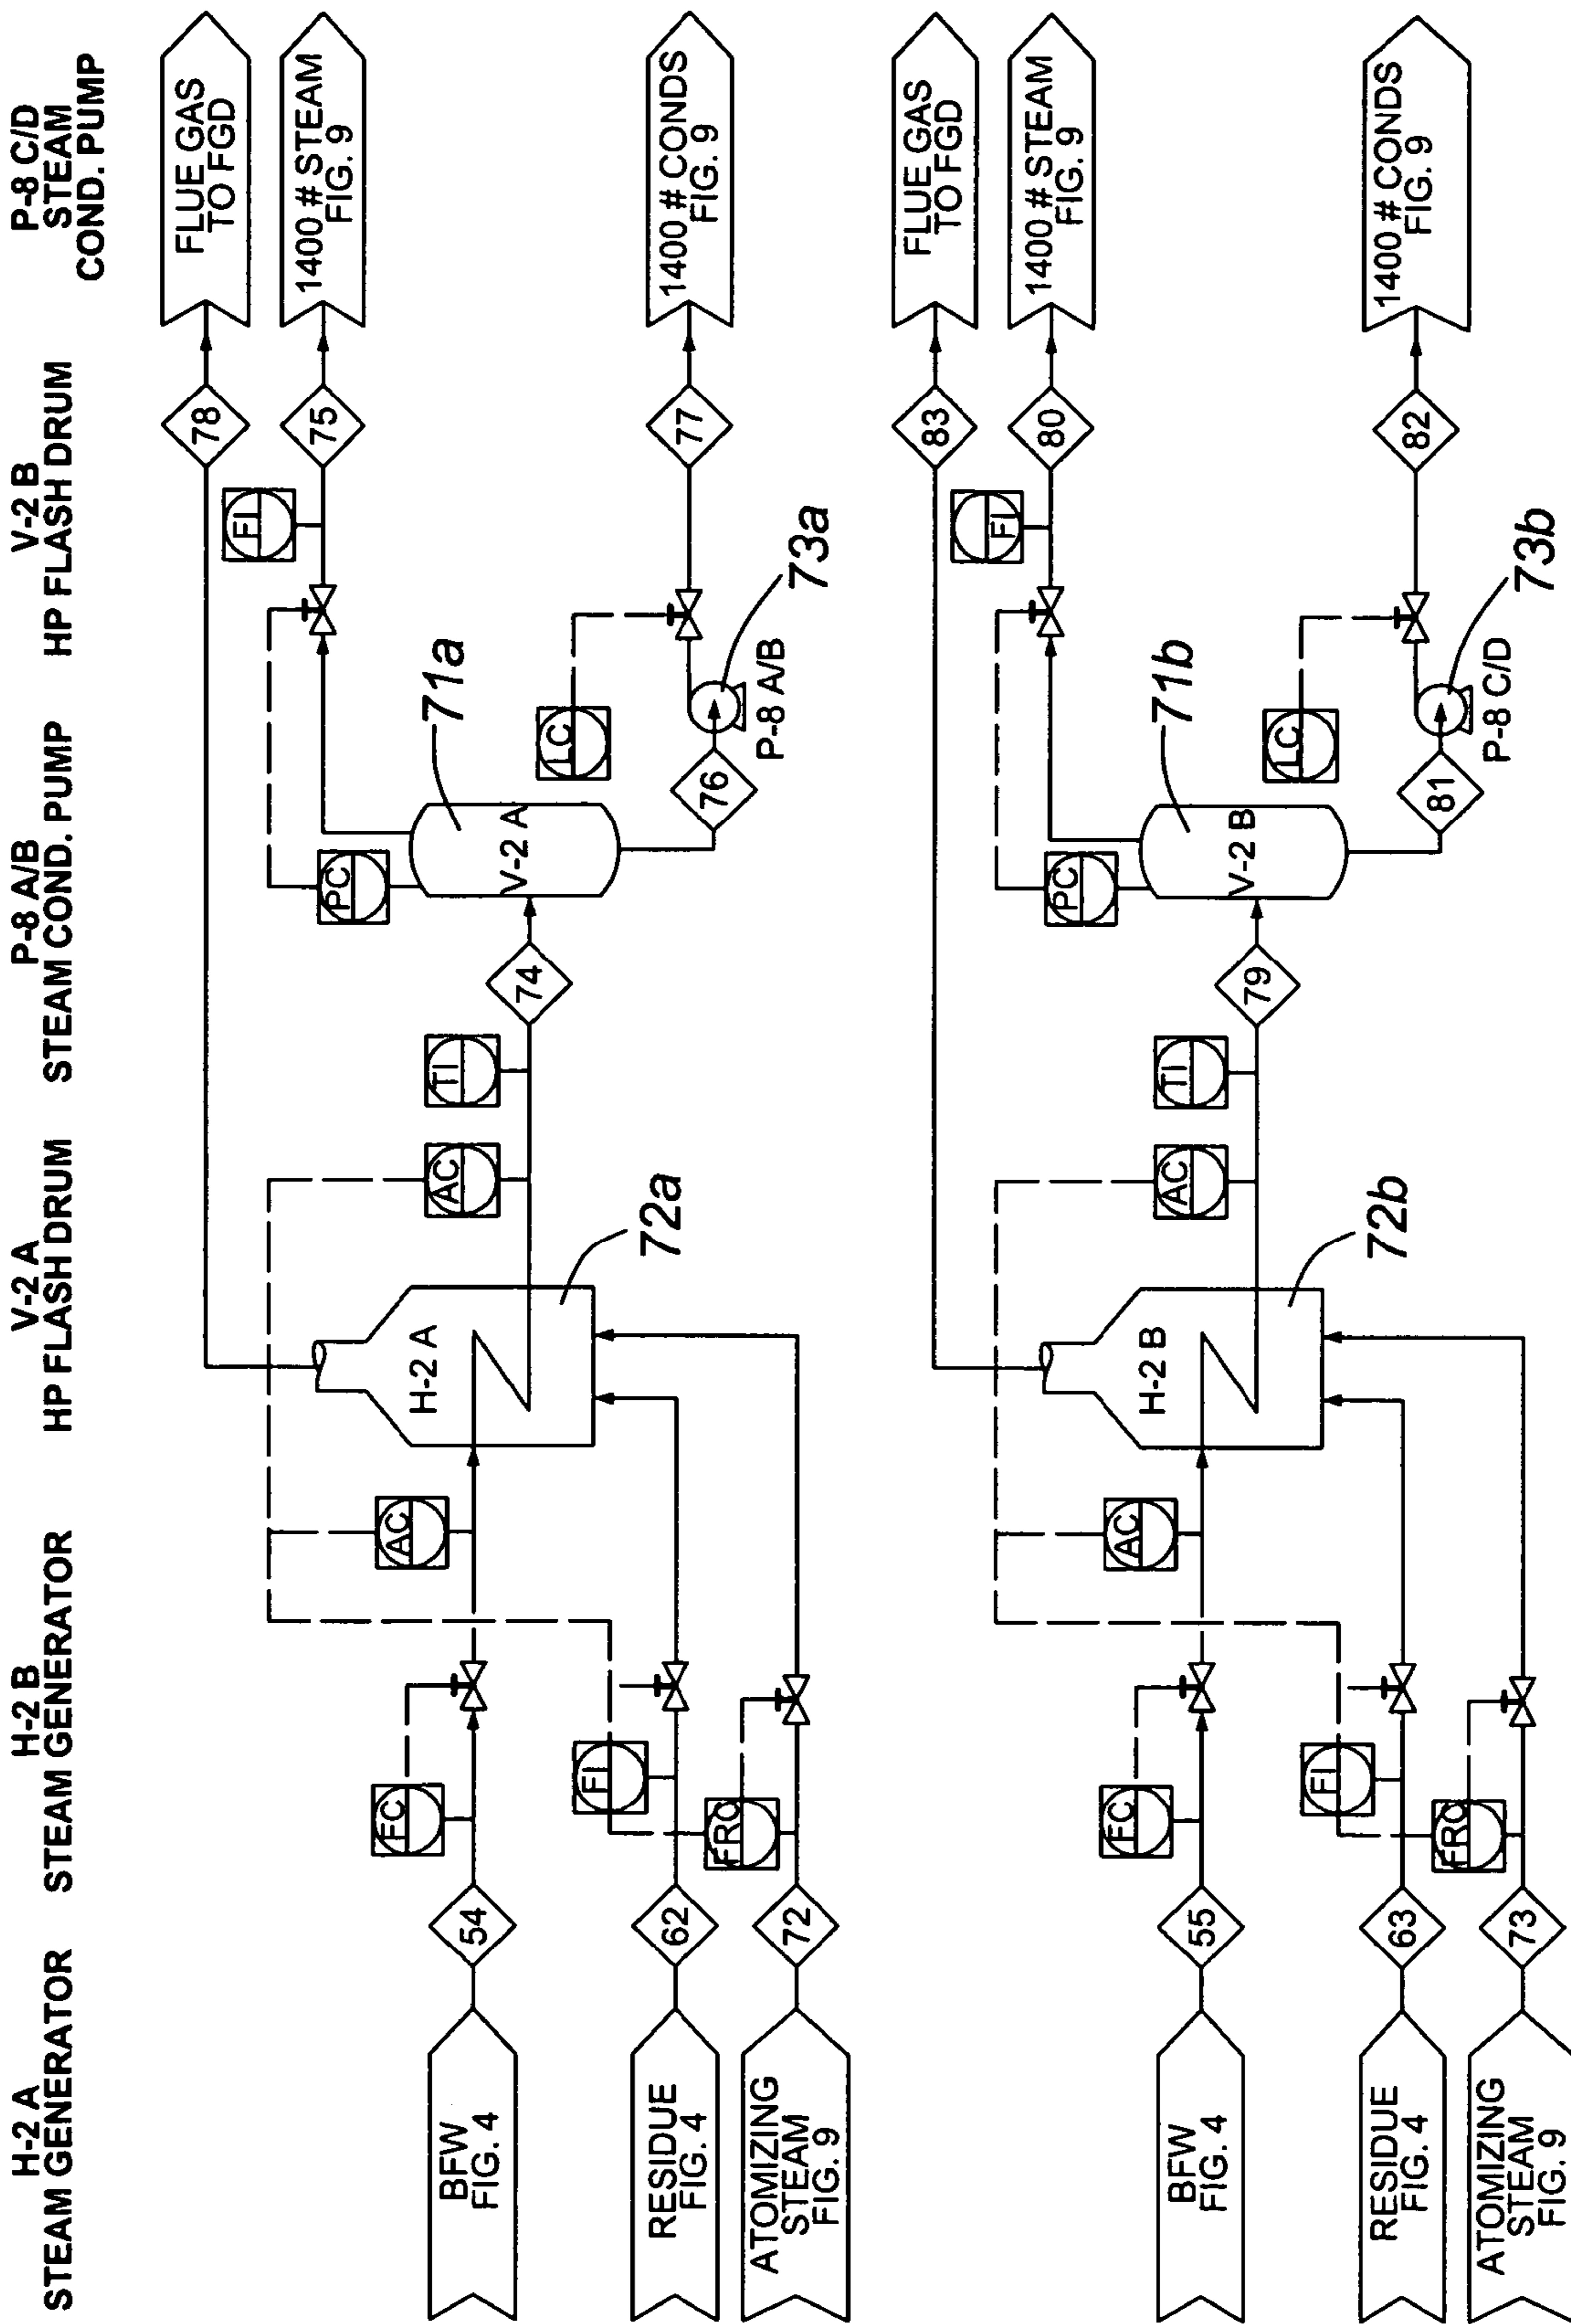 H-2 A
STEAM GENERATOR
H-2 B
STEAM GENERATOR
V-2 A
HP FLASH DRUM
P-8 A/B
STEAM COND. PUMP
V-2 B
HP FLASH DRUM
P-8 C/D
STEAM
COND. PUMP
FLUE GAS
TO FGD
78
1400 # STEAM
FIG. 9
75
FI
PC
71a
V-2 A
LC
1400 # CONDS
FIG. 9
77
73a
P-8 A/B
76
74
TI
AC
72a
H-2 A
AC
FC
54
BFW
FIG. 4
FI
62
RESIDUE
FIG. 4
FRC
72
ATOMIZING
STEAM
FIG. 9
FLUE GAS
TO FGD
83
1400 # STEAM
FIG. 9
80
FI
PC
71b
V-2 B
LC
1400 # CONDS
FIG. 9
82
73b
P-8 C/D
81
79
TI
AC
72b
H-2 B
AC
FC
55
BFW
FIG. 4
FI
63
RESIDUE
FIG. 4
FRC
73
ATOMIZING
STEAM
FIG. 9